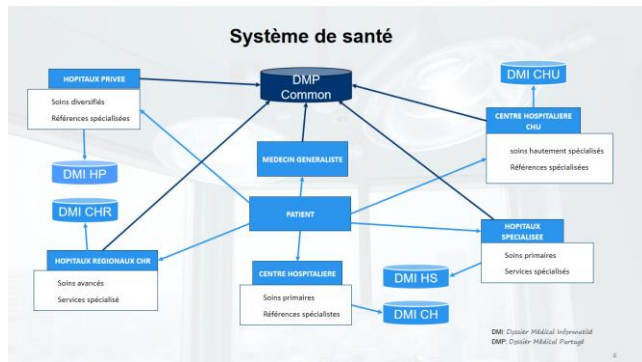 Système de santé
HOPITAUX PRIVEE
Soins diversifiés
Références spécialisées
DMI HP
DMP
Common
DMI CHU
CENTRE HOSPITALIERE
CHU
soins hautement spécialisés
Références spécialisées
MEDECIN GENERALISTE
PATIENT
DMI CHR
HOPITAUX REGIONAUX CHR
Soins avancés
Services spécialisé
CENTRE HOSPITALIERE
Soins primaires
Références spécialistes
DMI CH
HOPITAUX
SPECIALISEE
Soins primaires
Services spécialisés
DMI HS
DMI: Dossier Médical Informatisé
DMP: Dossier Médical Partagé